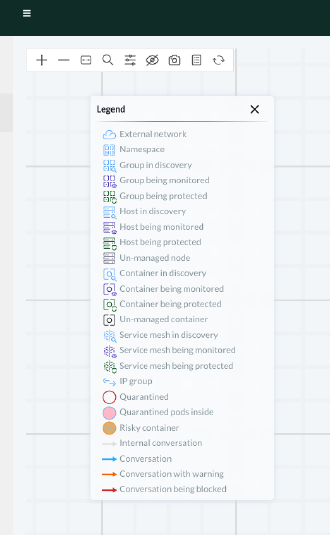 Legend
External network
Namespace
Group in discovery
Group being monitored
Group being protected
Host in discovery
Host being monitored
Host being protected
Un-managed node
Container in discovery
Container being monitored
Container being protected
Un-managed container
Service mesh in discovery
Service mesh being monitored
Service mesh being protected
IP group
Quarantined
Quarantined pods inside
Risky container
Internal conversation
Conversation
Conversation with warning
Conversation being blocked